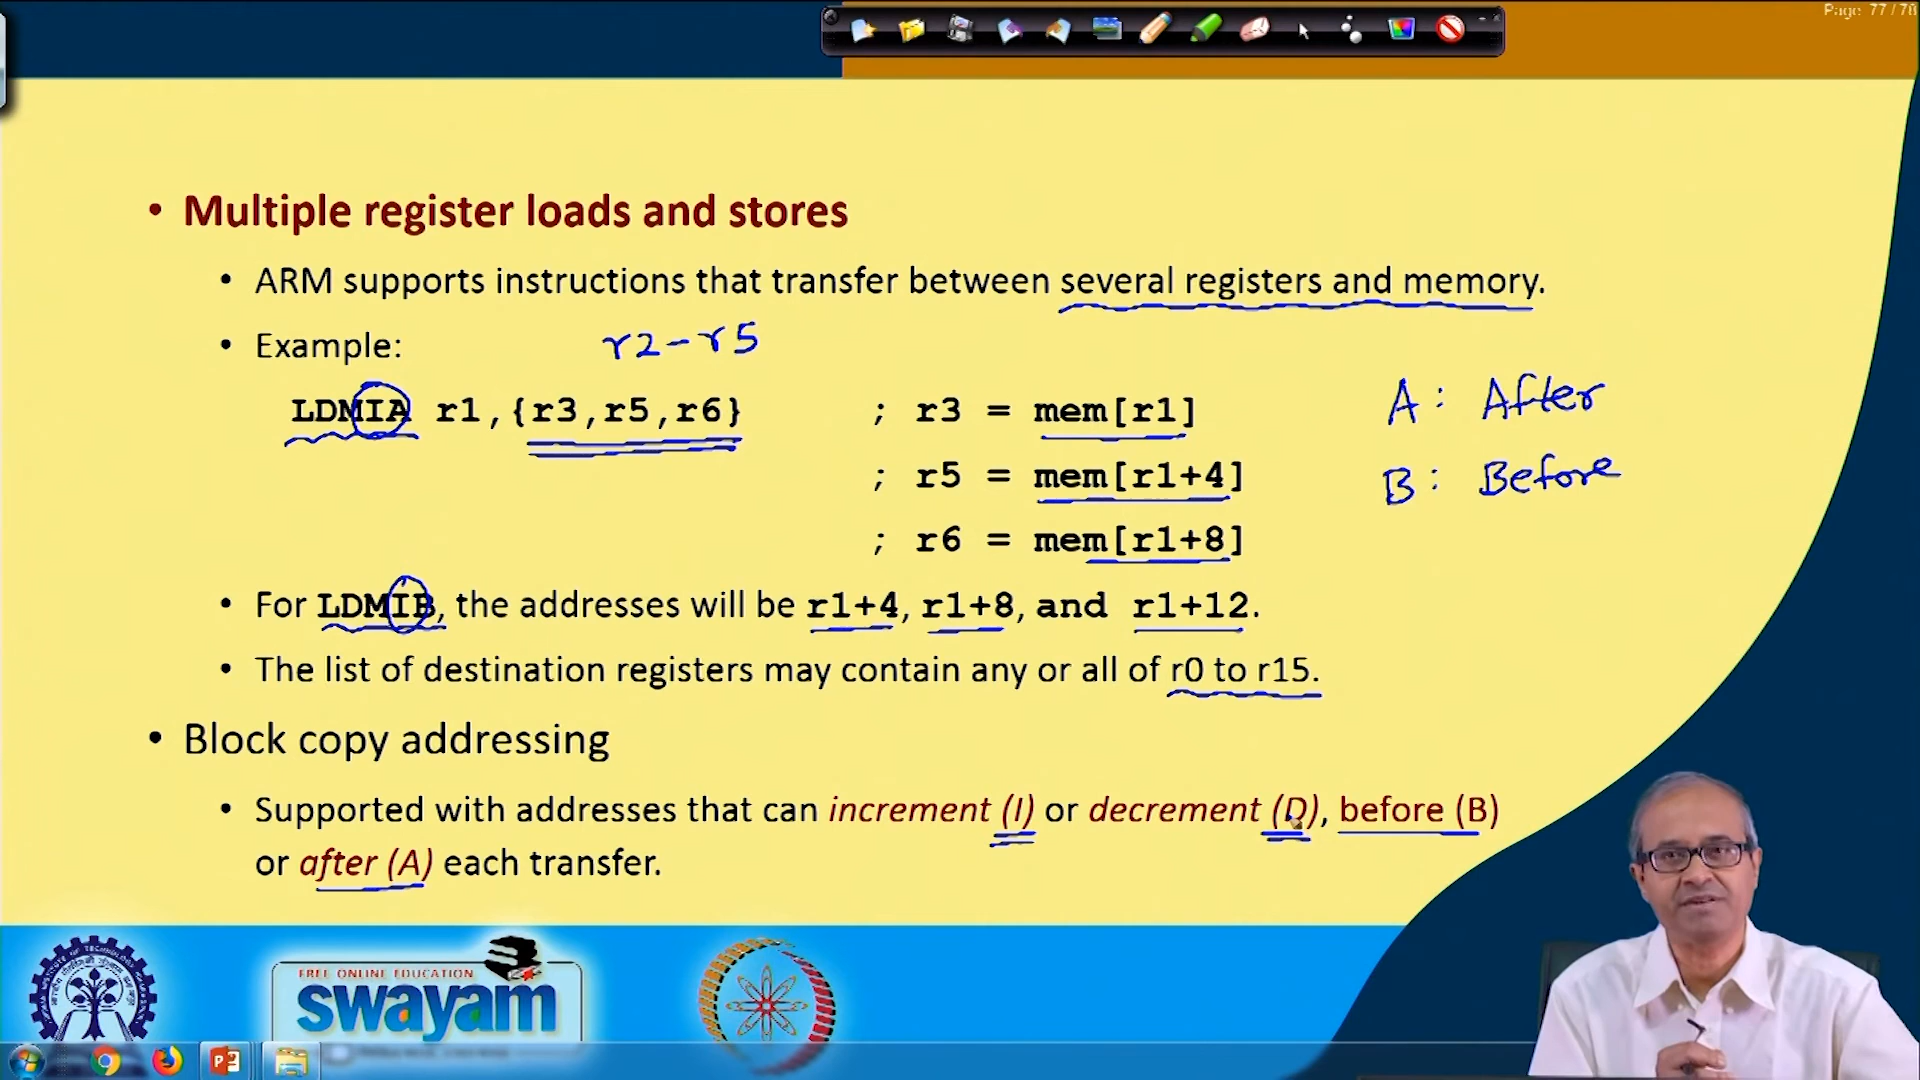 Page: 77 / 78
• Multiple register loads and stores
• ARM supports instructions that transfer between several registers and memory.
• Example: r2-r5
LDMIA r1,{r3,r5,r6} ; r3 = mem[r1]
A: After
; r5 = mem[r1+4]
B: Before
; r6 = mem[r1+8]
• For LDMIB, the addresses will be r1+4, r1+8, and r1+12.
• The list of destination registers may contain any or all of r0 to r15.
• Block copy addressing
• Supported with addresses that can increment (I) or decrement (D), before (B)
or after (A) each transfer.
FREE ONLINE EDUCATION
swayam